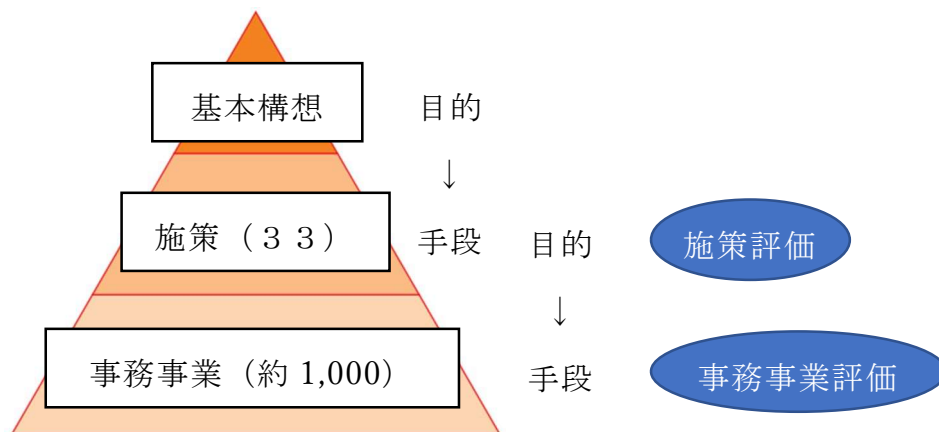 基本構想 目的
↓
施策（３３） 手段 目的 施策評価
↓
事務事業（約 1,000） 手段 事務事業評価